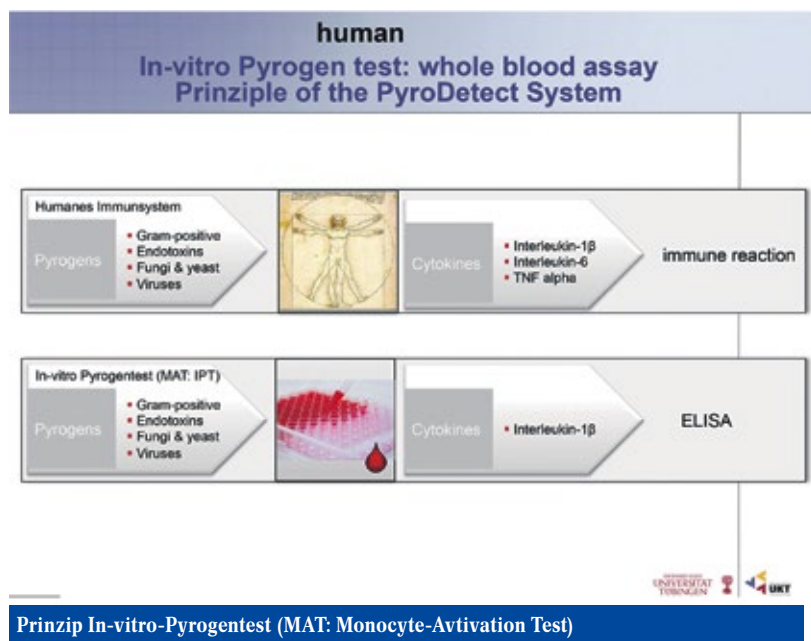 human
In-vitro Pyrogen test: whole blood assay
Prinziple of the PyroDetect System
Humanes Immunsystem
Pyrogens
▪ Gram-positive
▪ Endotoxins
▪ Fungi & yeast
▪ Viruses
Cytokines
▪ Interleukin-1β
▪ Interleukin-6
▪ TNF alpha
immune reaction
In-vitro Pyrogentest (MAT: IPT)
Pyrogens
▪ Gram-positive
▪ Endotoxins
▪ Fungi & yeast
▪ Viruses
Cytokines
▪ Interleukin-1β
ELISA
UNIVERSITÄT
TÜBINGEN
UKT
Prinzip In-vitro-Pyrogentest (MAT: Monocyte-Avtivation Test)